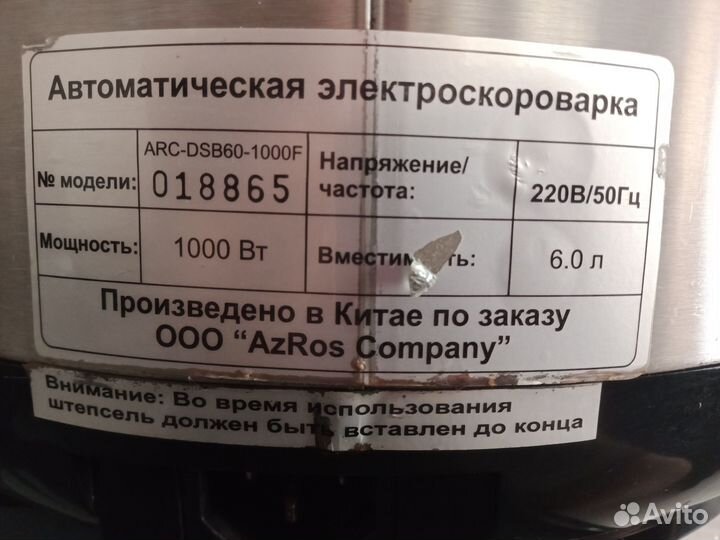 Автоматическая электроскороварка
№ модели: ARC-DSB60-1000F
018865
Напряжение/
частота: 220В/50Гц
Мощность: 1000 Вт
Вместимость: 6.0 л
Произведено в Китае по заказу
ООО “AzRos Company”
Внимание: Во время использования
штепсель должен быть вставлен до конца
Avito